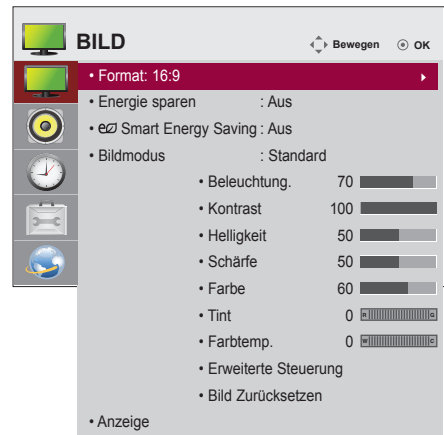 BILD
Bewegen OK
• Format: 16:9
• Energie sparen : Aus
• Smart Energy Saving : Aus
• Bildmodus : Standard
• Beleuchtung. 70
• Kontrast 100
• Helligkeit 50
• Schärfe 50
• Farbe 60
• Tint 0 R G
• Farbtemp. 0 W C
• Erweiterte Steuerung
• Bild Zurücksetzen
• Anzeige